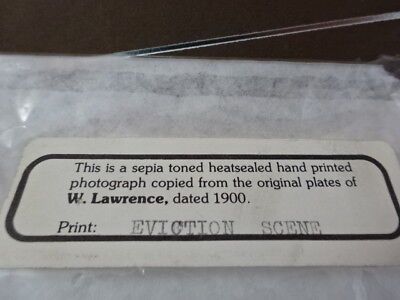 This is a sepia toned heatsealed hand printed
photograph copied from the original plates of
W. Lawrence, dated 1900.
Print: EVICTION SCENE